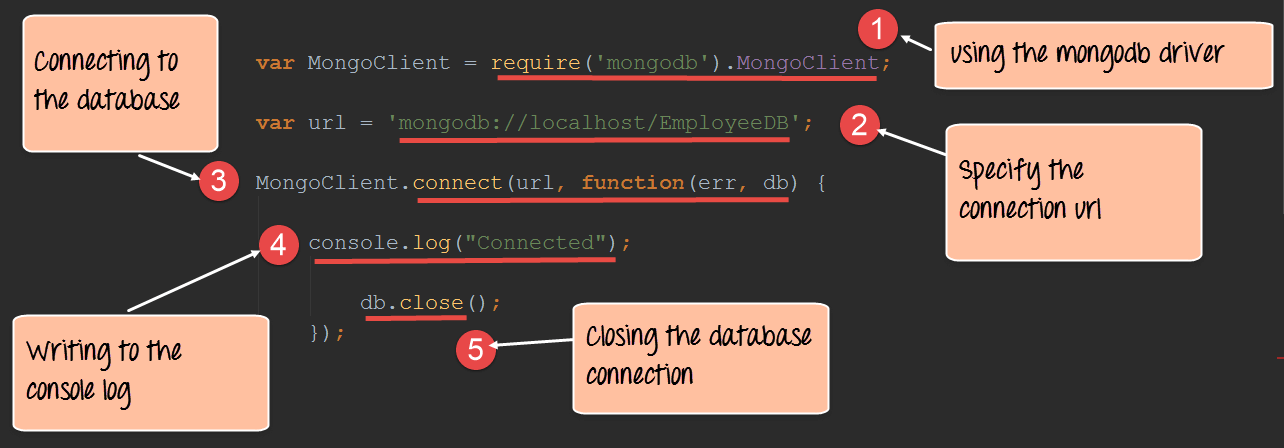 Connecting to
the database
1
using the mongodb driver
var MongoClient = require('mongodb').MongoClient;
var url = 'mongodb://localhost/EmployeeDB';
2
Specify the
connection url
3
MongoClient.connect(url, function(err, db) {
4
console.log("Connected");
db.close();
});
5
Closing the database
connection
Writing to the
console log